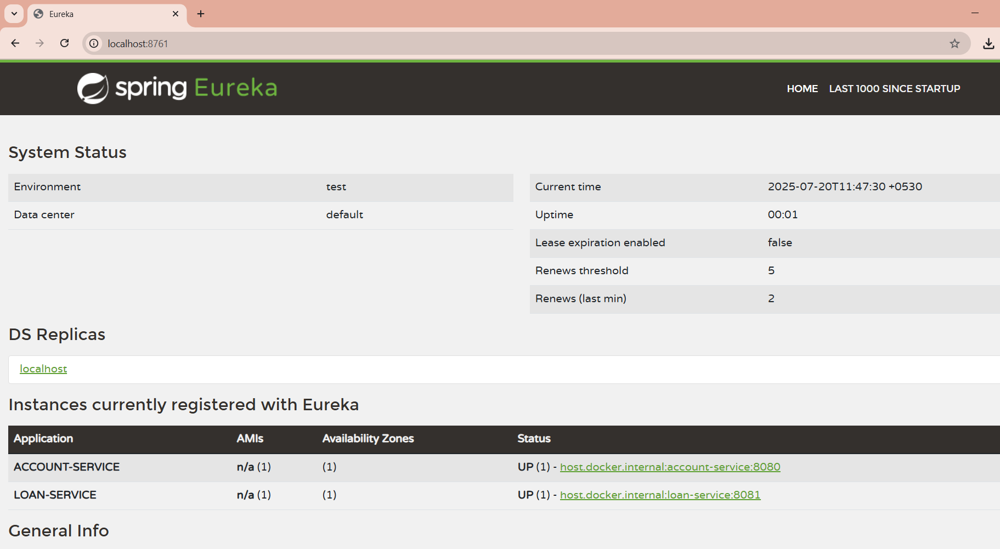 Eureka
localhost:8761
spring Eureka
HOME LAST 1000 SINCE STARTUP
System Status
Environment test
Data center default
Current time 2025-07-20T11:47:30 +0530
Uptime 00:01
Lease expiration enabled false
Renews threshold 5
Renews (last min) 2
DS Replicas
localhost
Instances currently registered with Eureka
Application AMIs Availability Zones Status
ACCOUNT-SERVICE n/a (1) (1) UP (1) - host.docker.internal:account-service:8080
LOAN-SERVICE n/a (1) (1) UP (1) - host.docker.internal:loan-service:8081
General Info